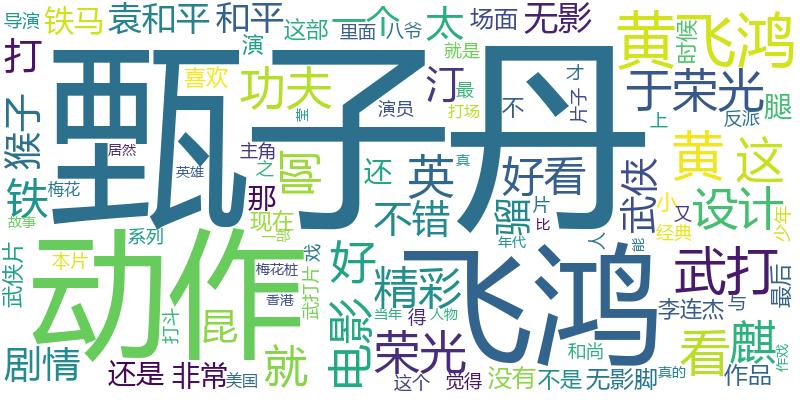 导演
铁马
袁和平
和平
这部
一个
里面
八爷
太
场面
无影
黄飞鸿
打
演
就是
时候
才
片子
甄子丹
喜欢
功夫
汀
最
演员
打场
不
于荣光
上
反派
腿
猴子
堃
居然
英雄
主角
之
啊
还
英
好看
武侠
黄
这
铁
梅花
那
现在
一部
不错
骝
片
年代
比
小
又
经典
设计
少年
故事
武侠片
系列
动作
本片
打斗
昆
梅花桩
香港
戏
武打片
好
精彩
飞鸿
人
能
真
武打
最后
李连杰
与
电影
当年
得
人物
荣光
剧情
还是
非常
美国
就
这个
觉得
没有
和尚
不是
无影脚
真的
看
麒
作品
作戏